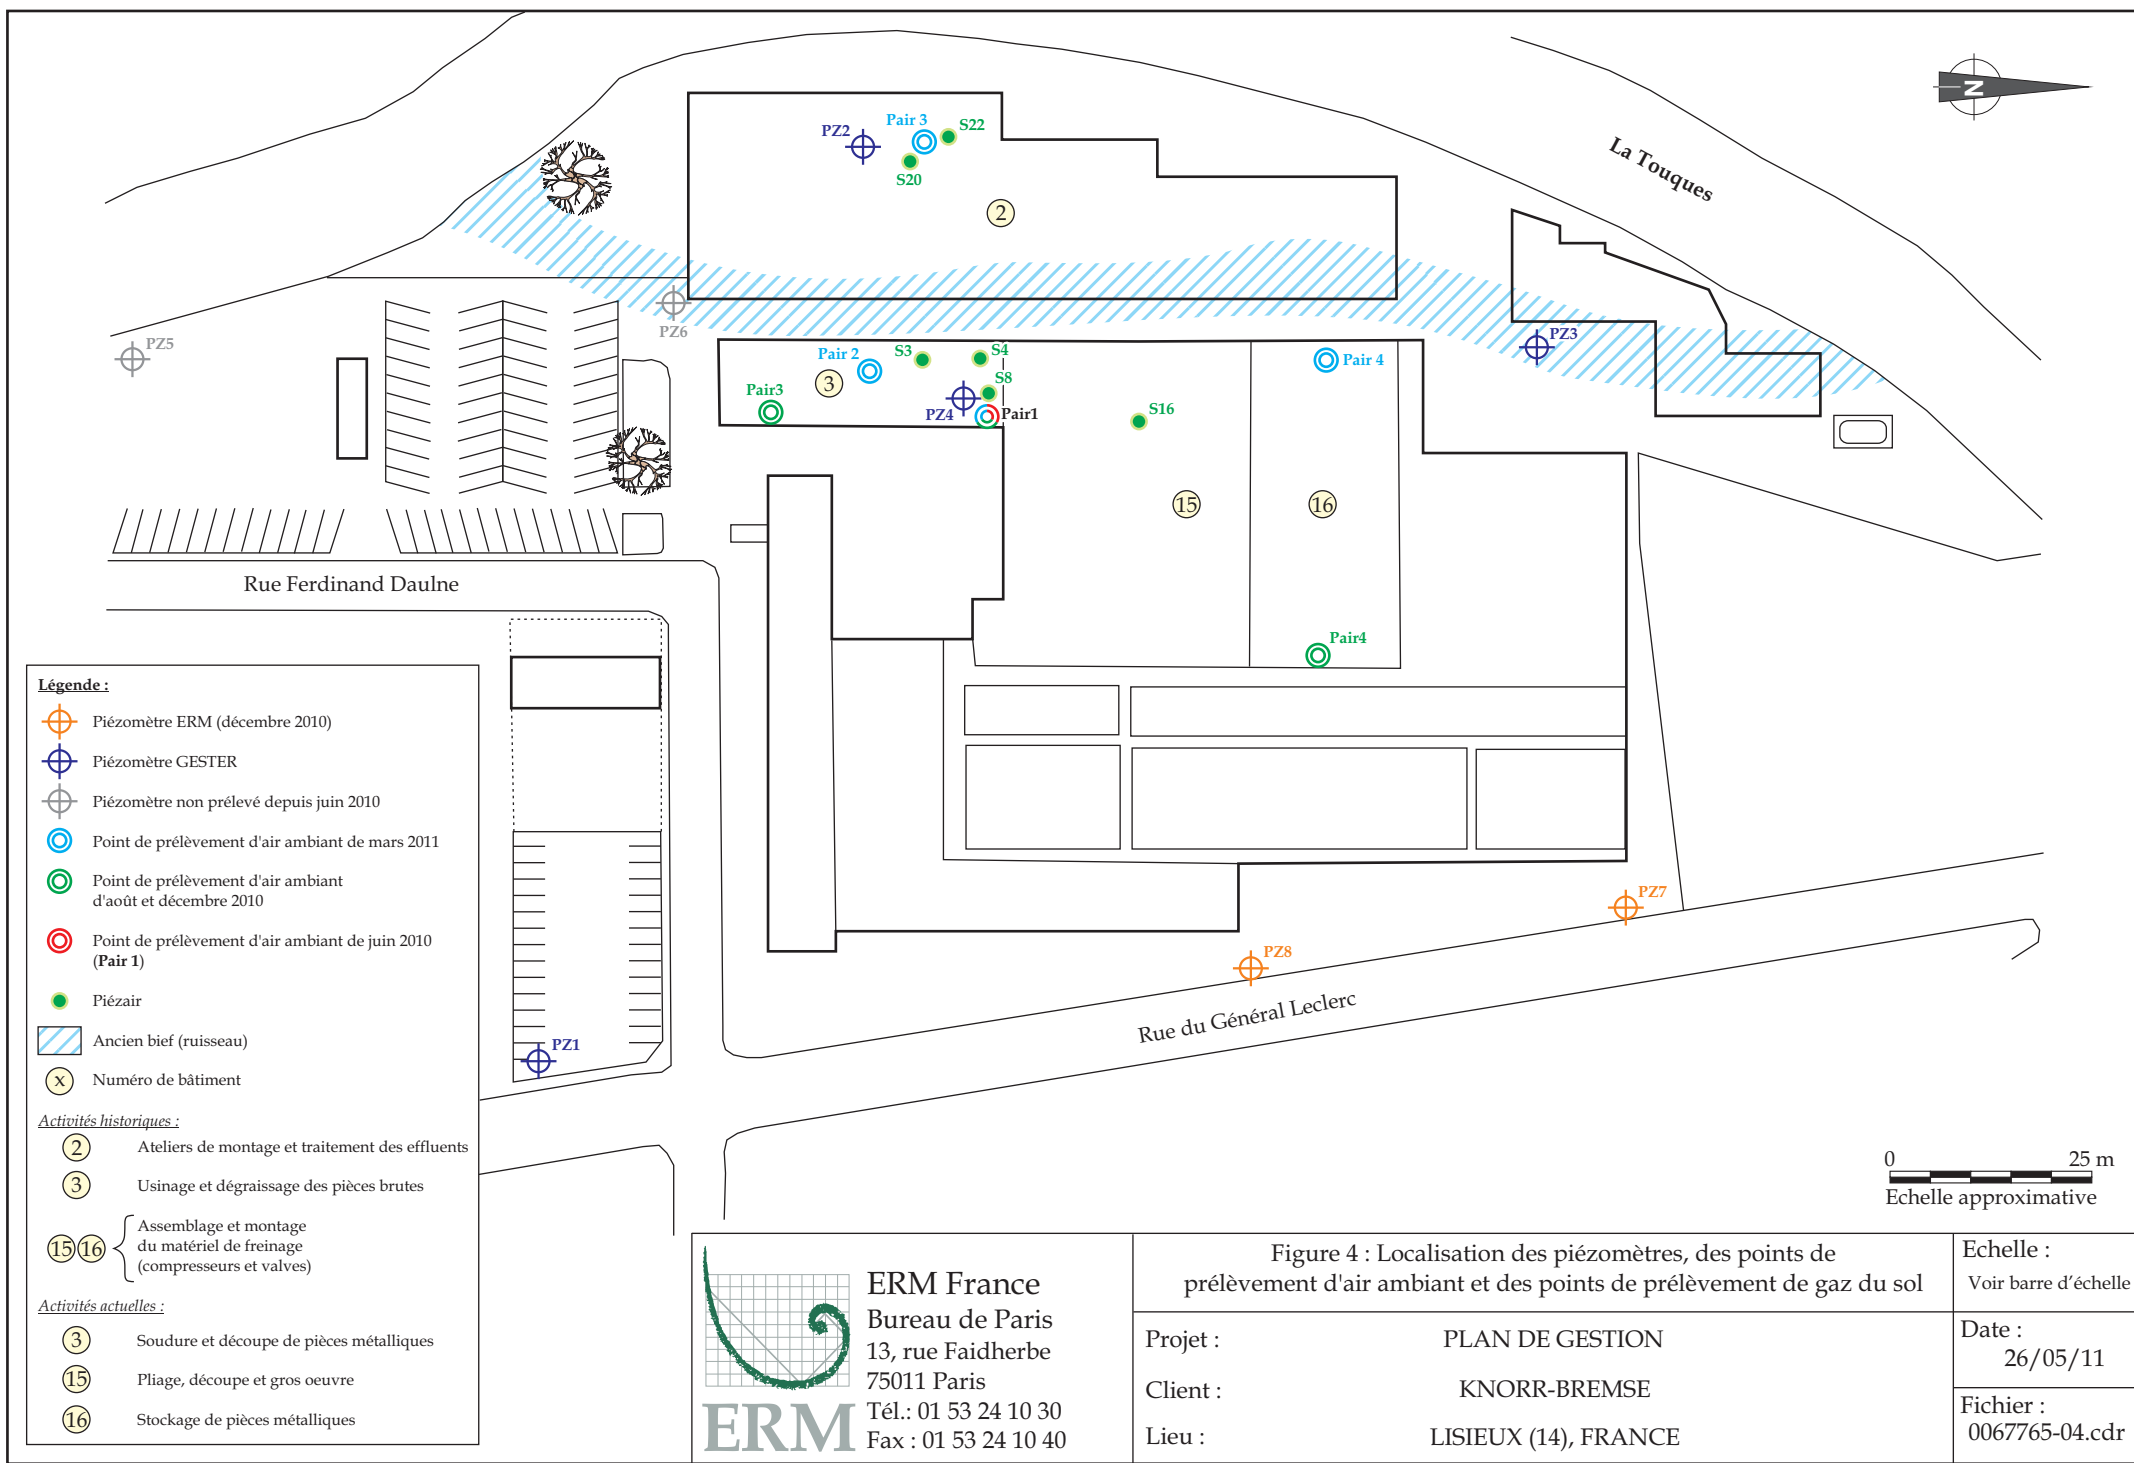 N
La Touques
PZ2
Pair 3
S22
S20
2
PZ5
PZ6
PZ3
Pair 2
S3
S4
3
S8
Pair3
PZ4
Pair1
S16
Pair 4
15
16
Rue Ferdinand Daulne
Pair4
PZ7
PZ8
Rue du Général Leclerc
PZ1
Légende :
Piézomètre ERM (décembre 2010)
Piézomètre GESTER
Piézomètre non prélevé depuis juin 2010
Point de prélèvement d'air ambiant de mars 2011
Point de prélèvement d'air ambiant
d'août et décembre 2010
Point de prélèvement d'air ambiant de juin 2010
(Pair 1)
Piézair
Ancien bief (ruisseau)
x Numéro de bâtiment
Activités historiques :
2 Ateliers de montage et traitement des effluents
3 Usinage et dégraissage des pièces brutes
15 16 Assemblage et montage
du matériel de freinage
(compresseurs et valves)
Activités actuelles :
3 Soudure et découpe de pièces métalliques
15 Pliage, découpe et gros oeuvre
16 Stockage de pièces métalliques
0 25 m
Echelle approximative
ERM
ERM France
Bureau de Paris
13, rue Faidherbe
75011 Paris
Tél.: 01 53 24 10 30
Fax : 01 53 24 10 40
Figure 4 : Localisation des piézomètres, des points de
prélèvement d'air ambiant et des points de prélèvement de gaz du sol
Projet : PLAN DE GESTION
Client : KNORR-BREMSE
Lieu : LISIEUX (14), FRANCE
Echelle :
Voir barre d’échelle
Date :
26/05/11
Fichier :
0067765-04.cdr